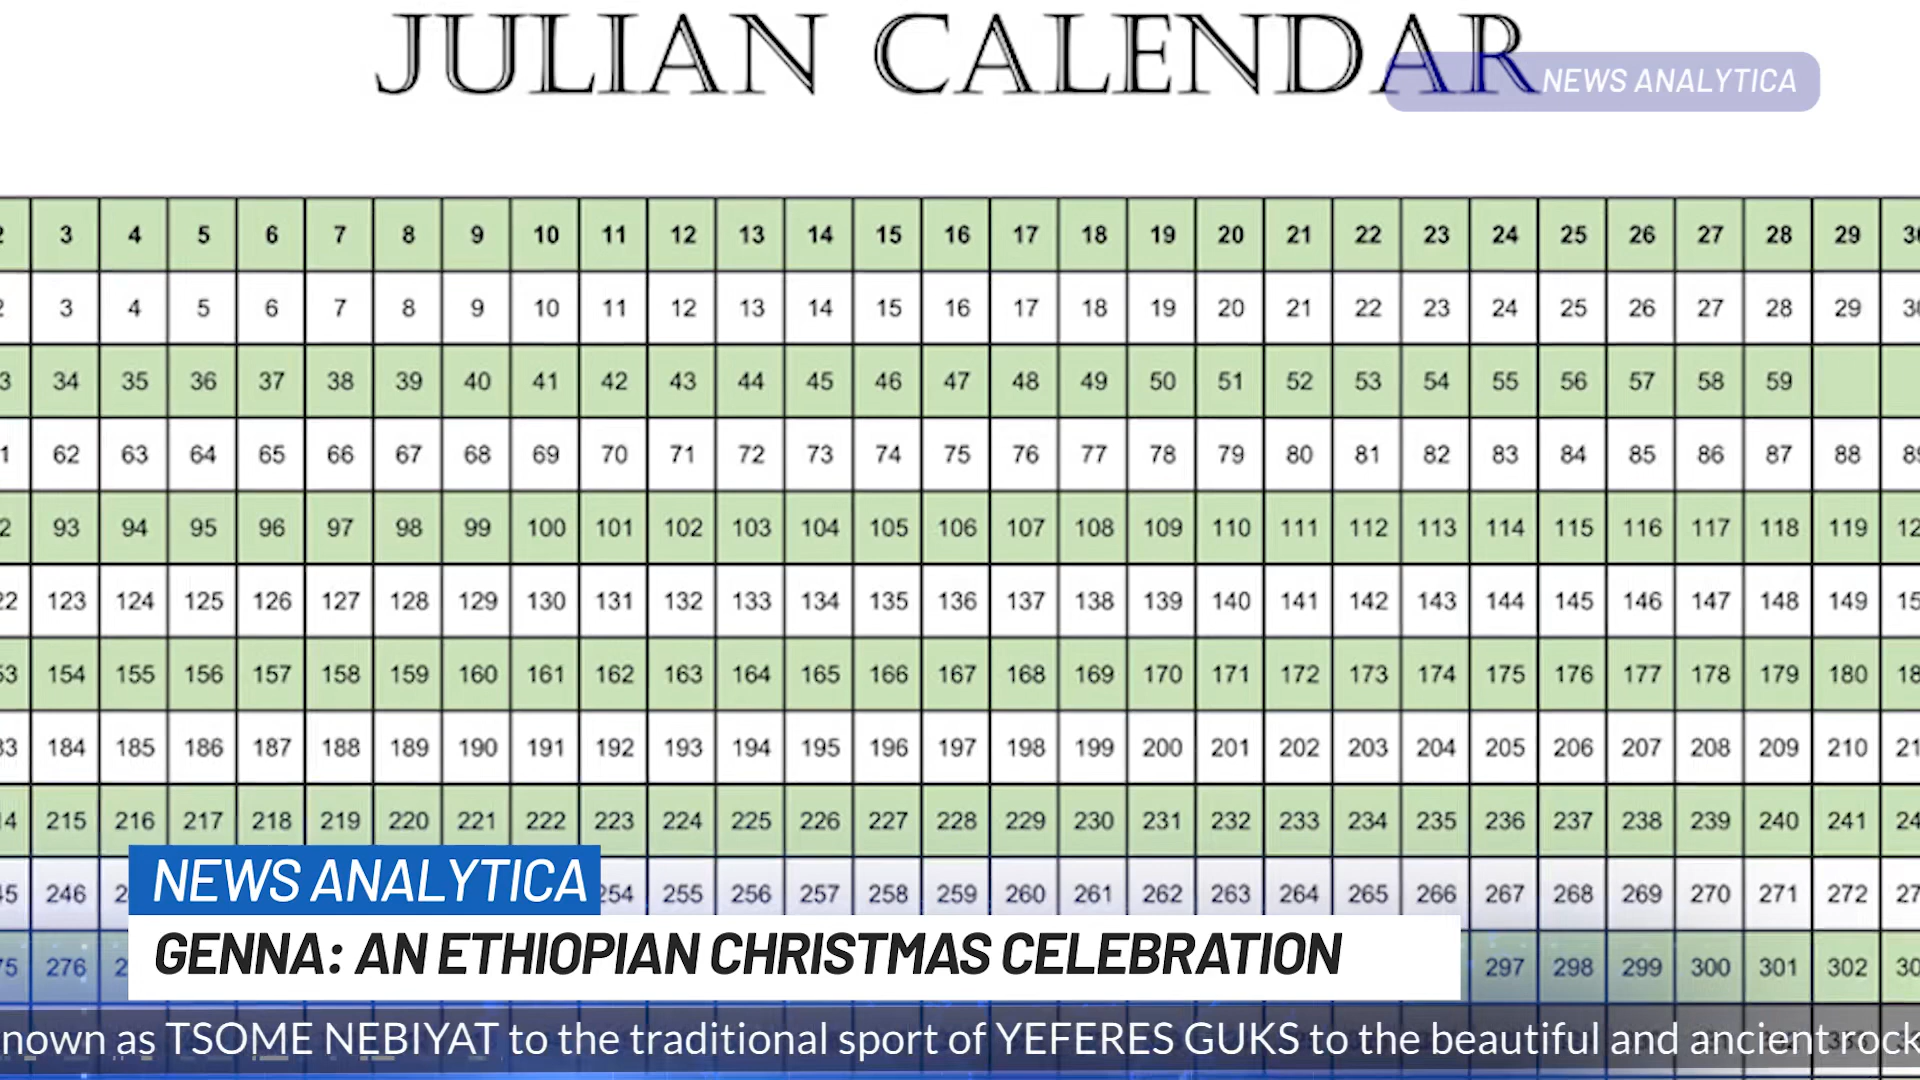 JULIAN CALENDAR
NEWS ANALYTICA
3 4 5 6 7 8 9 10 11 12 13 14 15 16 17 18 19 20 21 22 23 24 25 26 27 28 29
3 4 5 6 7 8 9 10 11 12 13 14 15 16 17 18 19 20 21 22 23 24 25 26 27 28 29
34 35 36 37 38 39 40 41 42 43 44 45 46 47 48 49 50 51 52 53 54 55 56 57 58 59
62 63 64 65 66 67 68 69 70 71 72 73 74 75 76 77 78 79 80 81 82 83 84 85 86 87 88
93 94 95 96 97 98 99 100 101 102 103 104 105 106 107 108 109 110 111 112 113 114 115 116 117 118 119
123 124 125 126 127 128 129 130 131 132 133 134 135 136 137 138 139 140 141 142 143 144 145 146 147 148 149
154 155 156 157 158 159 160 161 162 163 164 165 166 167 168 169 170 171 172 173 174 175 176 177 178 179 180
184 185 186 187 188 189 190 191 192 193 194 195 196 197 198 199 200 201 202 203 204 205 206 207 208 209 210
215 216 217 218 219 220 221 222 223 224 225 226 227 228 229 230 231 232 233 234 235 236 237 238 239 240 241
246 254 255 256 257 258 259 260 261 262 263 264 265 266 267 268 269 270 271 272
NEWS ANALYTICA
276 297 298 299 300 301 302
GENNA: AN ETHIOPIAN CHRISTMAS CELEBRATION
nown as TSOME NEBIYAT to the traditional sport of YEFERES GUKS to the beautiful and ancient rock